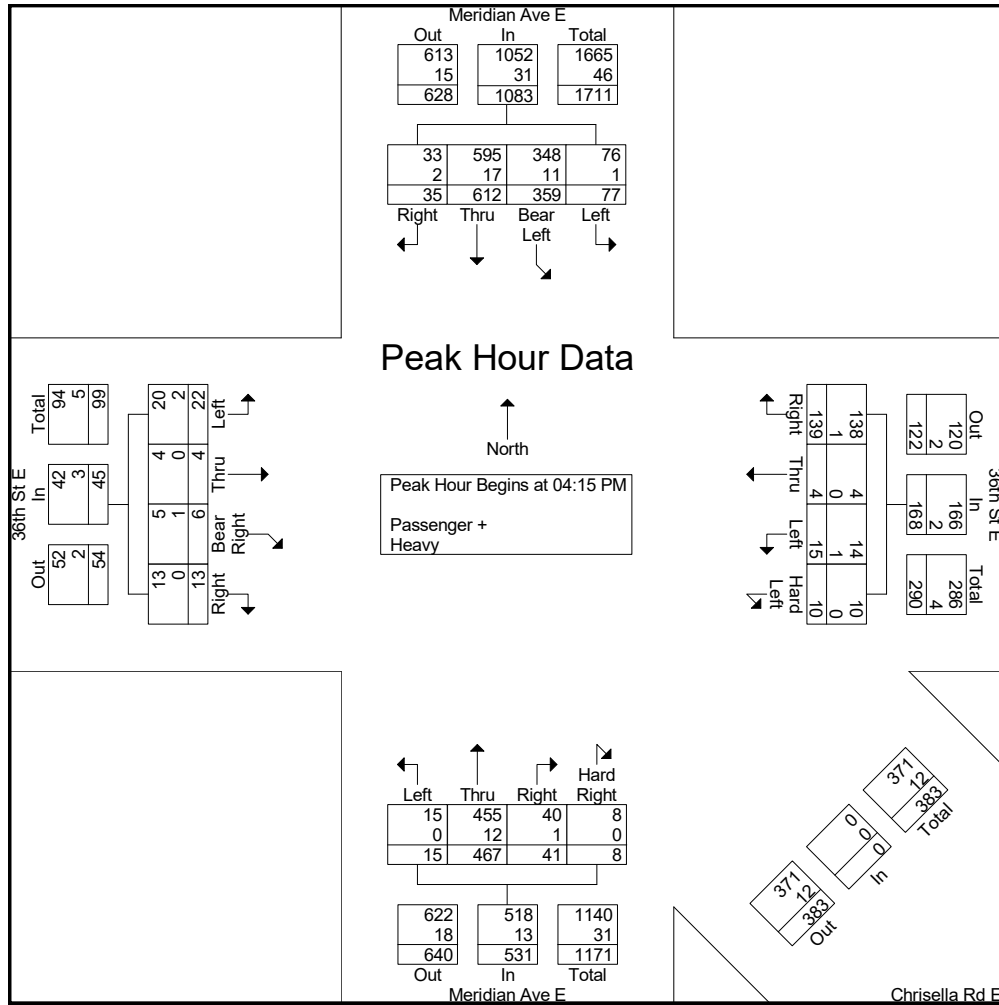 Meridian Ave E
Out In Total
613 1052 1665
15 31 46
628 1083 1711
33 595 348 76
2 17 11 1
35 612 359 77
Right Thru Bear Left Left
Peak Hour Data
North
Peak Hour Begins at 04:15 PM
Passenger +
Heavy
36th St E
Total
94 5 99
In
42 3 45
Out
52 2 54
20 2 22 Left
4 0 4 Thru
5 1 6 Bear Right
13 0 13 Right
Right 139 1 138
Thru 4 0 4
Left 15 1 14
Hard Left 10 0 10
36th St E
Out
120 2 122
In
166 2 168
Total
286 4 290
Left Thru Right Hard Right
15 455 40 8
0 12 1 0
15 467 41 8
622 518 1140
18 13 31
640 531 1171
Out In Total
Meridian Ave E
371 12 383
Total
0 0 0
In
371 12 383
Out
Chrisella Rd E